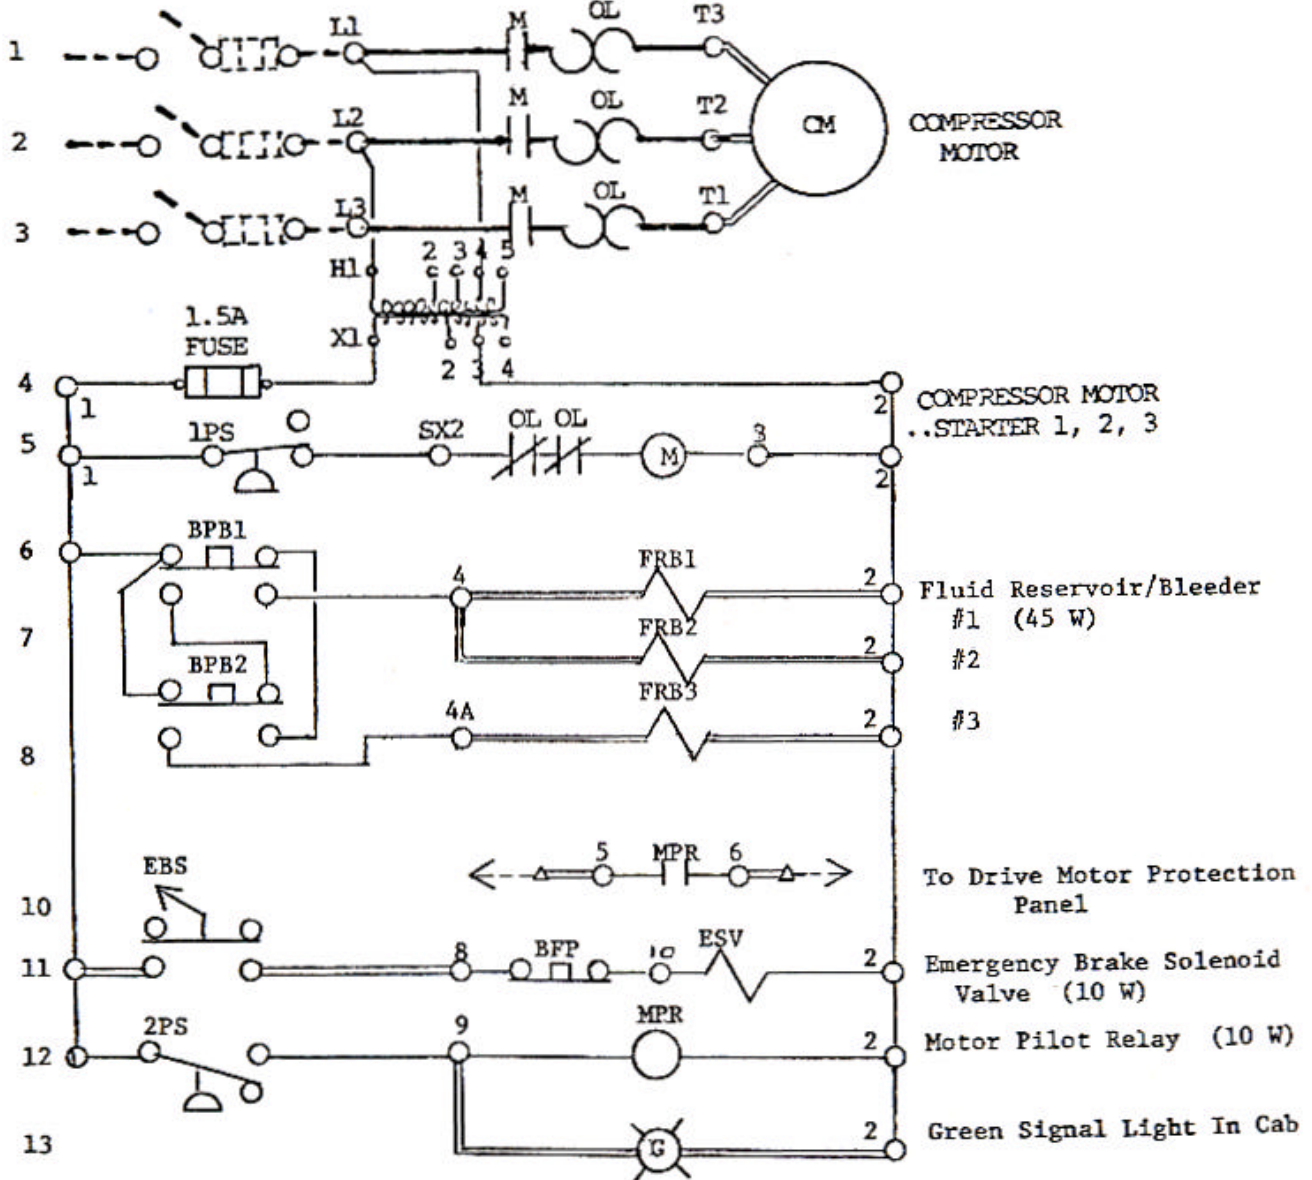 1 L1 M OL T3
2 L2 M OL T2 CM COMPRESSOR
MOTOR
3 L3 M OL T1
H1 2 3 4 5
1.5A
FUSE X1 2 3 4
4 1 2 COMPRESSOR MOTOR
..STARTER 1, 2, 3
5 1 1PS SX2 OL OL M 3 2
6 BPB1
4 FRB1 2 Fluid Reservoir/Bleeder
#1 (45 W)
7 BPB2 FRB2 2 #2
8 4A FRB3 2 #3
5 MPR 6 To Drive Motor Protection
Panel
10 EBS
11 8 BFP 10 ESV 2 Emergency Brake Solenoid
Valve (10 W)
12 2PS 9 MPR 2 Motor Pilot Relay (10 W)
13 G 2 Green Signal Light In Cab